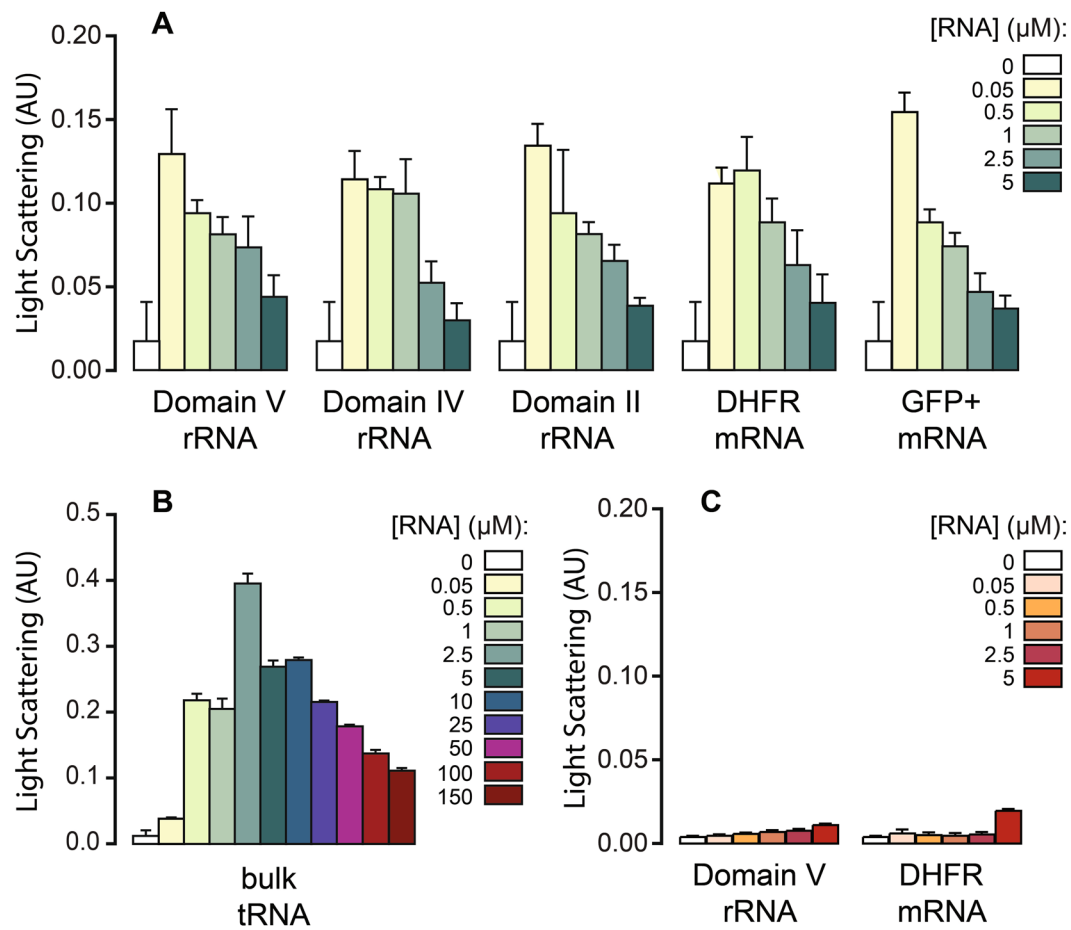 A
[RNA] (µM):
0
0.05
0.5
1
2.5
5
Light Scattering (AU)
0.20
0.15
0.10
0.05
0.00
Domain V
rRNA
Domain IV
rRNA
Domain II
rRNA
DHFR
mRNA
GFP+
mRNA
B
[RNA] (µM):
0
0.05
0.5
1
2.5
5
10
25
50
100
150
Light Scattering (AU)
0.5
0.4
0.3
0.2
0.1
0.0
bulk
tRNA
C
[RNA] (µM):
0
0.05
0.5
1
2.5
5
Light Scattering (AU)
0.20
0.15
0.10
0.05
0.00
Domain V
rRNA
DHFR
mRNA